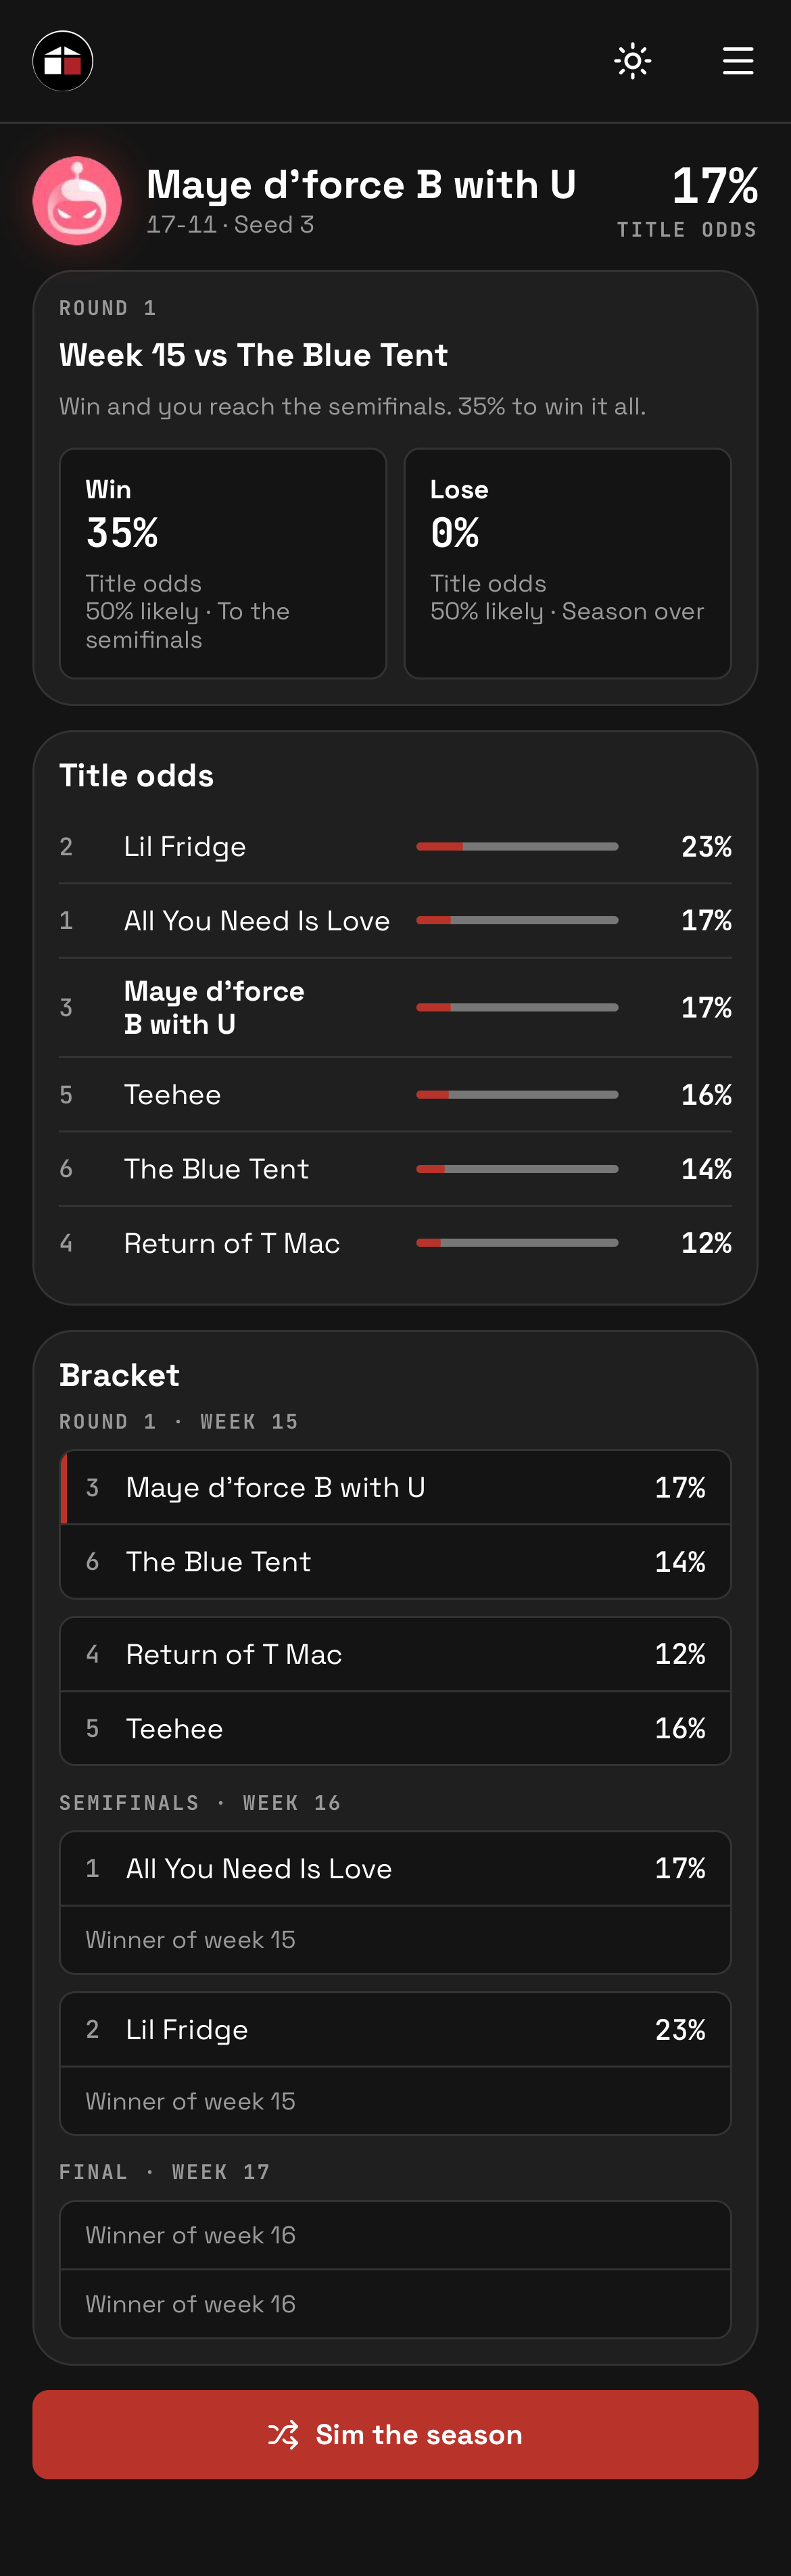 Maye d'force B with U
17-11 · Seed 3
17%
TITLE ODDS
ROUND 1
Week 15 vs The Blue Tent
Win and you reach the semifinals. 35% to win it all.
Win
35%
Title odds
50% likely · To the
semifinals
Lose
0%
Title odds
50% likely · Season over
Title odds
2 Lil Fridge 23%
1 All You Need Is Love 17%
3 Maye d'force
B with U 17%
5 Teehee 16%
6 The Blue Tent 14%
4 Return of T Mac 12%
Bracket
ROUND 1 · WEEK 15
3 Maye d'force B with U 17%
6 The Blue Tent 14%
4 Return of T Mac 12%
5 Teehee 16%
SEMIFINALS · WEEK 16
1 All You Need Is Love 17%
Winner of week 15
2 Lil Fridge 23%
Winner of week 15
FINAL · WEEK 17
Winner of week 16
Winner of week 16
Sim the season